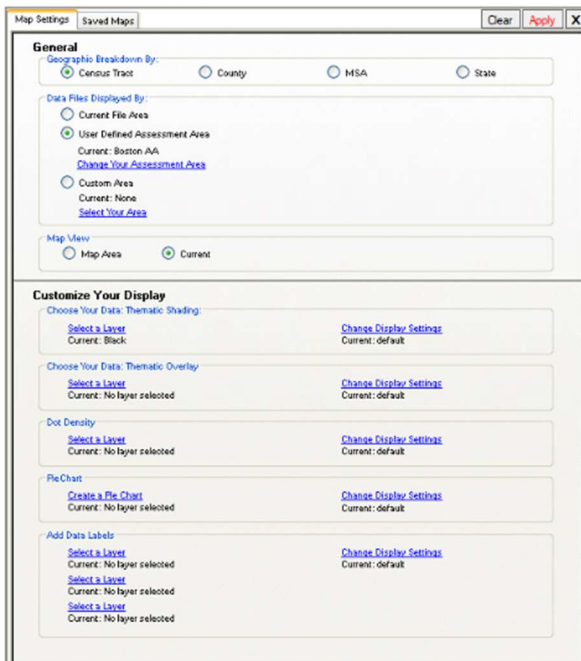 Map Settings Saved Maps Clear Apply X
General
Geographic Breakdown By:
Census Tract County MSA State
Data Files Displayed By:
Current File Area
User Defined Assessment Area
Current: Boston AA
Change Your Assessment Area
Custom Area
Current: None
Select Your Area
Map View
Map Area Current
Customize Your Display
Choose Your Data: Thematic Shading:
Select a Layer Change Display Settings
Current: Black Current: default
Choose Your Data: Thematic Overlay
Select a Layer Change Display Settings
Current: No layer selected Current: default
Dot Density
Select a Layer Change Display Settings
Current: No layer selected Current: default
PieChart
Create a Pie Chart Change Display Settings
Current: No layer selected Current: default
Add Data Labels
Select a Layer Change Display Settings
Current: No layer selected Current: default
Select a Layer
Current: No layer selected
Select a Layer
Current: No layer selected